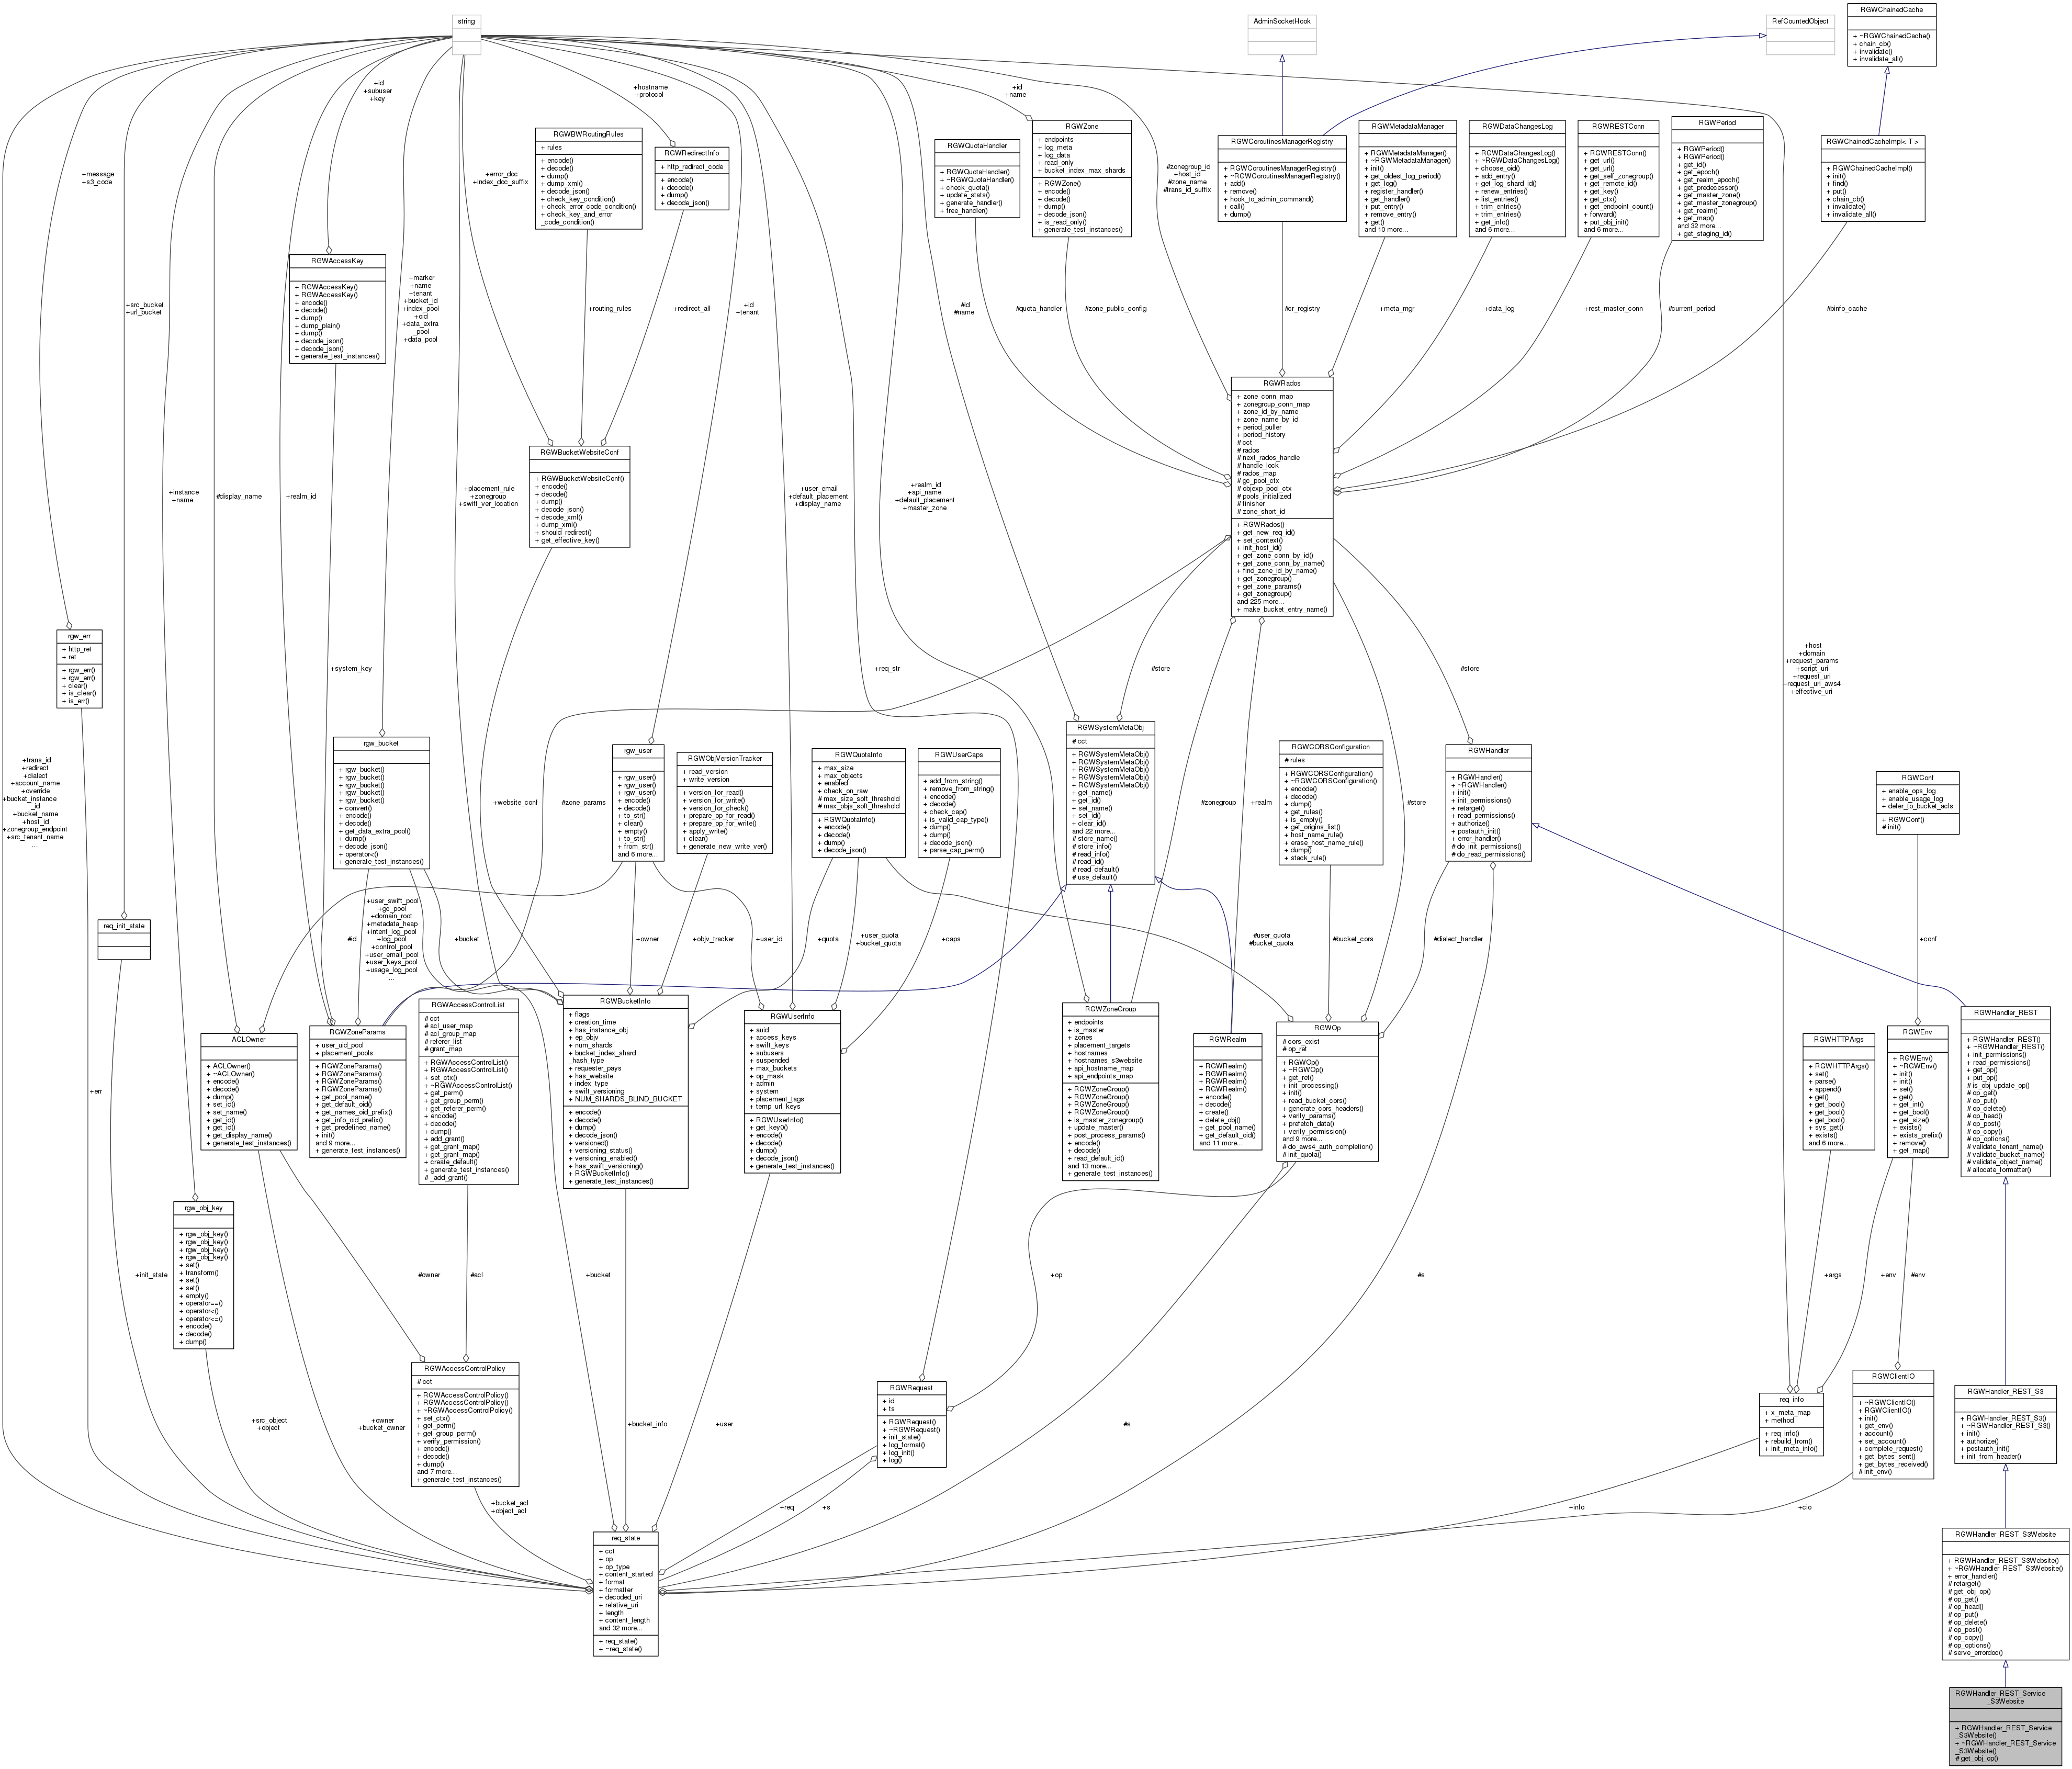 string
AdminSocketHook
RefCountedObject
RGWChainedCache
+ ~RGWChainedCache()
+ chain_cb()
+ invalidate()
+ invalidate_all()
+id
+subuser
+key
+hostname
+protocol
+id
+name
+message
+s3_code
+error_doc
+index_doc_suffix
#zonegroup_id
+host_id
#zone_name
#trans_id_suffix
RGWBWRoutingRules
+ rules
+ encode()
+ decode()
+ dump()
+ dump_xml()
+ decode_json()
+ check_key_condition()
+ check_error_code_condition()
+ check_key_and_error
_code_condition()
RGWRedirectInfo
+ http_redirect_code
+ encode()
+ decode()
+ dump()
+ decode_json()
RGWQuotaHandler
+ RGWQuotaHandler()
+ ~RGWQuotaHandler()
+ check_quota()
+ update_stats()
+ generate_handler()
+ free_handler()
RGWZone
+ endpoints
+ log_meta
+ log_data
+ read_only
+ bucket_index_max_shards
+ RGWZone()
+ encode()
+ decode()
+ dump()
+ decode_json()
+ is_read_only()
+ generate_test_instances()
RGWCoroutinesManagerRegistry
+ RGWCoroutinesManagerRegistry()
+ ~RGWCoroutinesManagerRegistry()
+ add()
+ remove()
+ hook_to_admin_command()
+ call()
+ dump()
RGWMetadataManager
+ RGWMetadataManager()
+ ~RGWMetadataManager()
+ init()
+ get_oldest_log_period()
+ get_log()
+ register_handler()
+ get_handler()
+ put_entry()
+ remove_entry()
+ get()
and 10 more...
RGWDataChangesLog
+ RGWDataChangesLog()
+ ~RGWDataChangesLog()
+ choose_oid()
+ add_entry()
+ get_log_shard_id()
+ renew_entries()
+ list_entries()
+ trim_entries()
+ trim_entries()
+ get_info()
and 6 more...
RGWRESTConn
+ RGWRESTConn()
+ get_url()
+ get_url()
+ get_self_zonegroup()
+ get_remote_id()
+ get_key()
+ get_ctx()
+ get_endpoint_count()
+ forward()
+ put_obj_init()
and 6 more...
RGWPeriod
+ RGWPeriod()
+ RGWPeriod()
+ get_id()
+ get_epoch()
+ get_realm_epoch()
+ get_predecessor()
+ get_master_zone()
+ get_master_zonegroup()
+ get_realm()
+ get_map()
and 32 more...
+ get_staging_id()
RGWChainedCacheImpl< T >
+ RGWChainedCacheImpl()
+ init()
+ find()
+ put()
+ chain_cb()
+ invalidate()
+ invalidate_all()
RGWAccessKey
+ RGWAccessKey()
+ RGWAccessKey()
+ encode()
+ decode()
+ dump()
+ dump_plain()
+ dump()
+ decode_json()
+ decode_json()
+ generate_test_instances()
+src_bucket
+url_bucket
+marker
+name
+tenant
+bucket_id
+index_pool
+oid
+data_extra
_pool
+data_pool
+routing_rules
+redirect_all
+id
+tenant
#id
#name
#quota_handler
#zone_public_config
#cr_registry
+meta_mgr
+data_log
+rest_master_conn
#current_period
#binfo_cache
RGWRados
+ zone_conn_map
+ zonegroup_conn_map
+ zone_id_by_name
+ zone_name_by_id
+ period_puller
+ period_history
# cct
# rados
# next_rados_handle
# handle_lock
# rados_map
# gc_pool_ctx
# objexp_pool_ctx
# pools_initialized
# finisher
# zone_short_id
+ RGWRados()
+ get_new_req_id()
+ set_context()
+ init_host_id()
+ get_zone_conn_by_id()
+ get_zone_conn_by_name()
+ find_zone_id_by_name()
+ get_zonegroup()
+ get_zone_params()
+ get_zonegroup()
and 225 more...
+ make_bucket_entry_name()
RGWBucketWebsiteConf
+ RGWBucketWebsiteConf()
+ encode()
+ decode()
+ dump()
+ decode_json()
+ decode_xml()
+ dump_xml()
+ should_redirect()
+ get_effective_key()
+instance
+name
#display_name
+realm_id
+placement_rule
+zonegroup
+swift_ver_location
+user_email
+default_placement
+display_name
+realm_id
+api_name
+default_placement
+master_zone
rgw_err
+ http_ret
+ ret
+ rgw_err()
+ rgw_err()
+ clear()
+ is_clear()
+ is_err()
+system_key
+req_str
#store
#store
+host
+domain
+request_params
+script_uri
+request_uri
+request_uri_aws4
+effective_uri
+trans_id
+redirect
+dialect
+account_name
+override
+bucket_instance
_id
+bucket_name
+host_id
+zonegroup_endpoint
+src_tenant_name
...
rgw_bucket
+ rgw_bucket()
+ rgw_bucket()
+ rgw_bucket()
+ rgw_bucket()
+ rgw_bucket()
+ convert()
+ encode()
+ decode()
+ get_data_extra_pool()
+ dump()
+ decode_json()
+ operator<()
+ generate_test_instances()
+website_conf
#zone_params
rgw_user
+ rgw_user()
+ rgw_user()
+ rgw_user()
+ encode()
+ decode()
+ to_str()
+ clear()
+ empty()
+ to_str()
+ from_str()
and 6 more...
RGWObjVersionTracker
+ read_version
+ write_version
+ version_for_read()
+ version_for_write()
+ version_for_check()
+ prepare_op_for_read()
+ prepare_op_for_write()
+ apply_write()
+ clear()
+ generate_new_write_ver()
RGWQuotaInfo
+ max_size
+ max_objects
+ enabled
+ check_on_raw
# max_size_soft_threshold
# max_objs_soft_threshold
+ RGWQuotaInfo()
+ encode()
+ decode()
+ dump()
+ decode_json()
RGWUserCaps
+ add_from_string()
+ remove_from_string()
+ encode()
+ decode()
+ check_cap()
+ is_valid_cap_type()
+ dump()
+ dump()
+ decode_json()
+ parse_cap_perm()
RGWSystemMetaObj
# cct
+ RGWSystemMetaObj()
+ RGWSystemMetaObj()
+ RGWSystemMetaObj()
+ RGWSystemMetaObj()
+ RGWSystemMetaObj()
+ get_name()
+ get_id()
+ set_name()
+ set_id()
+ clear_id()
and 22 more...
# store_name()
# store_info()
# read_info()
# read_id()
# read_default()
# use_default()
#zonegroup
+realm
RGWCORSConfiguration
# rules
+ RGWCORSConfiguration()
+ ~RGWCORSConfiguration()
+ encode()
+ decode()
+ dump()
+ get_rules()
+ is_empty()
+ get_origins_list()
+ host_name_rule()
+ erase_host_name_rule()
+ dump()
+ stack_rule()
#store
RGWHandler
+ RGWHandler()
+ ~RGWHandler()
+ init()
+ init_permissions()
+ retarget()
+ read_permissions()
+ authorize()
+ postauth_init()
+ error_handler()
# do_init_permissions()
# do_read_permissions()
RGWConf
+ enable_ops_log
+ enable_usage_log
+ defer_to_bucket_acls
+ RGWConf()
# init()
req_init_state
#id
+user_swift_pool
+gc_pool
+domain_root
+metadata_heap
+intent_log_pool
+log_pool
+control_pool
+user_email_pool
+user_keys_pool
+usage_log_pool
...
+bucket
+owner
+objv_tracker
+user_id
+quota
+user_quota
+bucket_quota
+caps
#user_quota
#bucket_quota
#bucket_cors
#dialect_handler
+conf
ACLOwner
+ ACLOwner()
+ ~ACLOwner()
+ encode()
+ decode()
+ dump()
+ set_id()
+ set_name()
+ get_id()
+ get_id()
+ get_display_name()
+ generate_test_instances()
RGWZoneParams
+ user_uid_pool
+ placement_pools
+ RGWZoneParams()
+ RGWZoneParams()
+ RGWZoneParams()
+ RGWZoneParams()
+ get_pool_name()
+ get_default_oid()
+ get_names_oid_prefix()
+ get_info_oid_prefix()
+ get_predefined_name()
+ init()
and 9 more...
+ generate_test_instances()
RGWAccessControlList
# cct
# acl_user_map
# acl_group_map
# referer_list
# grant_map
+ RGWAccessControlList()
+ RGWAccessControlList()
+ set_ctx()
+ ~RGWAccessControlList()
+ get_perm()
+ get_group_perm()
+ get_referer_perm()
+ encode()
+ decode()
+ dump()
+ add_grant()
+ get_grant_map()
+ get_grant_map()
+ create_default()
+ generate_test_instances()
# _add_grant()
RGWBucketInfo
+ flags
+ creation_time
+ has_instance_obj
+ ep_objv
+ num_shards
+ bucket_index_shard
_hash_type
+ requester_pays
+ has_website
+ index_type
+ swift_versioning
+ NUM_SHARDS_BLIND_BUCKET
+ encode()
+ decode()
+ dump()
+ decode_json()
+ versioned()
+ versioning_status()
+ versioning_enabled()
+ has_swift_versioning()
+ RGWBucketInfo()
+ generate_test_instances()
RGWUserInfo
+ auid
+ access_keys
+ swift_keys
+ subusers
+ suspended
+ max_buckets
+ op_mask
+ admin
+ system
+ placement_tags
+ temp_url_keys
+ RGWUserInfo()
+ get_key0()
+ encode()
+ decode()
+ dump()
+ decode_json()
+ generate_test_instances()
RGWZoneGroup
+ endpoints
+ is_master
+ zones
+ placement_targets
+ hostnames
+ hostnames_s3website
+ api_hostname_map
+ api_endpoints_map
+ RGWZoneGroup()
+ RGWZoneGroup()
+ RGWZoneGroup()
+ RGWZoneGroup()
+ is_master_zonegroup()
+ update_master()
+ post_process_params()
+ encode()
+ decode()
+ read_default_id()
and 13 more...
+ generate_test_instances()
RGWRealm
+ RGWRealm()
+ RGWRealm()
+ RGWRealm()
+ RGWRealm()
+ encode()
+ decode()
+ create()
+ delete_obj()
+ get_pool_name()
+ get_default_oid()
and 11 more...
RGWOp
# cors_exist
# op_ret
+ RGWOp()
+ ~RGWOp()
+ get_ret()
+ init_processing()
+ init()
+ read_bucket_cors()
+ generate_cors_headers()
+ verify_params()
+ prefetch_data()
+ verify_permission()
and 9 more...
# do_aws4_auth_completion()
# init_quota()
RGWHTTPArgs
+ RGWHTTPArgs()
+ set()
+ parse()
+ append()
+ get()
+ get_bool()
+ get_bool()
+ get_bool()
+ sys_get()
+ exists()
and 6 more...
RGWEnv
+ RGWEnv()
+ ~RGWEnv()
+ init()
+ init()
+ set()
+ get()
+ get_int()
+ get_bool()
+ get_size()
+ exists()
+ exists_prefix()
+ remove()
+ get_map()
RGWHandler_REST
+ RGWHandler_REST()
+ ~RGWHandler_REST()
+ init_permissions()
+ read_permissions()
+ get_op()
+ put_op()
# is_obj_update_op()
# op_get()
# op_put()
# op_delete()
# op_head()
# op_post()
# op_copy()
# op_options()
# validate_tenant_name()
# validate_bucket_name()
# validate_object_name()
# allocate_formatter()
+err
rgw_obj_key
+ rgw_obj_key()
+ rgw_obj_key()
+ rgw_obj_key()
+ rgw_obj_key()
+ set()
+ transform()
+ set()
+ set()
+ empty()
+ operator==()
+ operator<()
+ operator<=()
+ encode()
+ decode()
+ dump()
+init_state
#owner
#acl
+bucket
+op
#s
+args
+env
#env
RGWAccessControlPolicy
# cct
+ RGWAccessControlPolicy()
+ RGWAccessControlPolicy()
+ ~RGWAccessControlPolicy()
+ set_ctx()
+ get_perm()
+ get_group_perm()
+ verify_permission()
+ encode()
+ decode()
+ dump()
and 7 more...
+ generate_test_instances()
RGWRequest
+ id
+ ts
+ RGWRequest()
+ ~RGWRequest()
+ init_state()
+ log_format()
+ log_init()
+ log()
req_info
+ x_meta_map
+ method
+ req_info()
+ rebuild_from()
+ init_meta_info()
RGWClientIO
+ ~RGWClientIO()
+ RGWClientIO()
+ init()
+ get_env()
+ account()
+ set_account()
+ complete_request()
+ get_bytes_sent()
+ get_bytes_received()
# init_env()
RGWHandler_REST_S3
+ RGWHandler_REST_S3()
+ ~RGWHandler_REST_S3()
+ init()
+ authorize()
+ postauth_init()
+ init_from_header()
+src_object
+object
+owner
+bucket_owner
+bucket_info
+user
#s
+bucket_acl
+object_acl
+req
+s
+info
+cio
req_state
+ cct
+ op
+ op_type
+ content_started
+ format
+ formatter
+ decoded_uri
+ relative_uri
+ length
+ content_length
and 32 more...
+ req_state()
+ ~req_state()
RGWHandler_REST_S3Website
+ RGWHandler_REST_S3Website()
+ ~RGWHandler_REST_S3Website()
+ error_handler()
# retarget()
# get_obj_op()
# op_get()
# op_head()
# op_put()
# op_delete()
# op_post()
# op_copy()
# op_options()
# serve_errordoc()
RGWHandler_REST_Service
_S3Website
+ RGWHandler_REST_Service
_S3Website()
+ ~RGWHandler_REST_Service
_S3Website()
# get_obj_op()